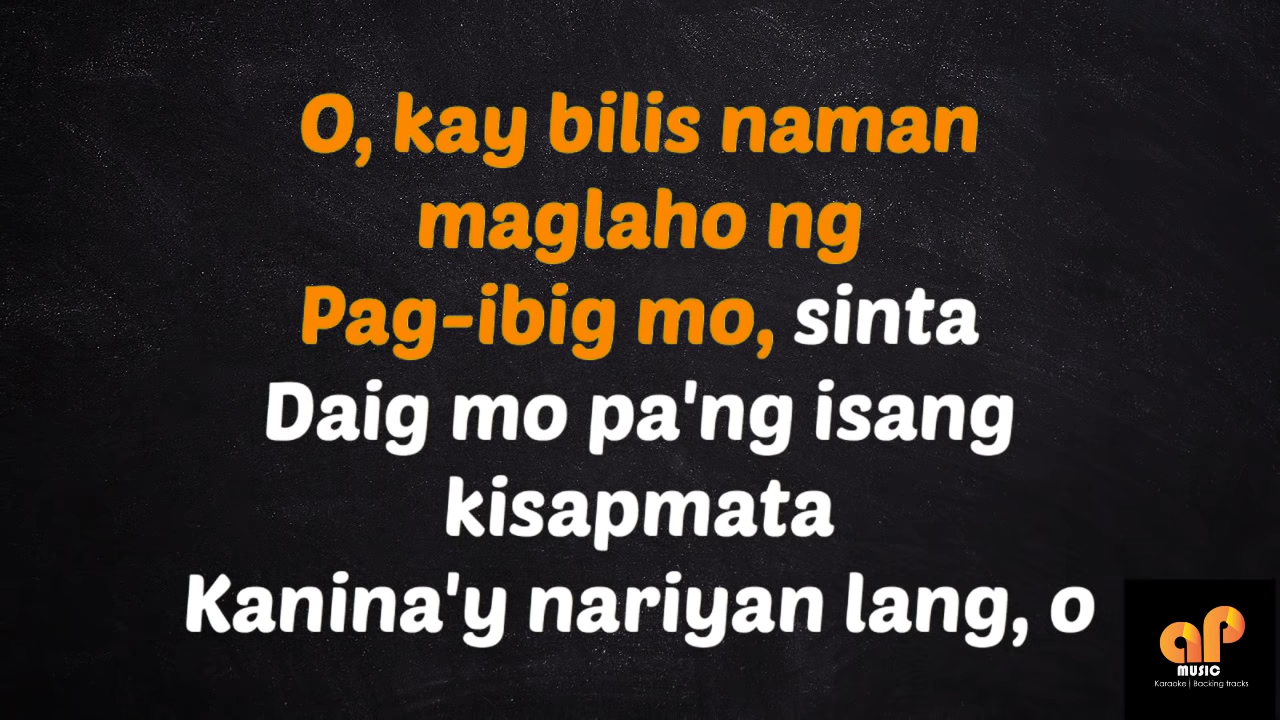 O, kay bilis naman
maglaho ng
Pag-ibig mo, sinta
Daig mo pa'ng isang
kisapmata
Kanina'y nariyan lang, o
ap
MUSIC
Karaoke | Backing tracks